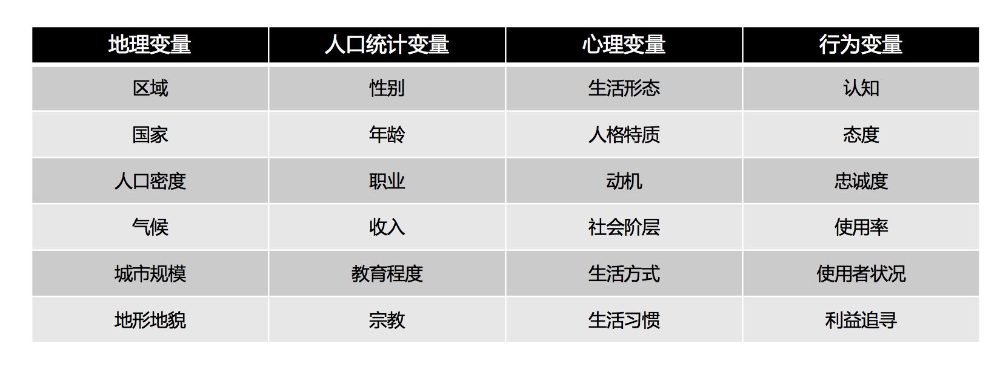 地理变量 人口统计变量 心理变量 行为变量
区域 性别 生活形态 认知
国家 年龄 人格特质 态度
人口密度 职业 动机 忠诚度
气候 收入 社会阶层 使用率
城市规模 教育程度 生活方式 使用者状况
地形地貌 宗教 生活习惯 利益追寻